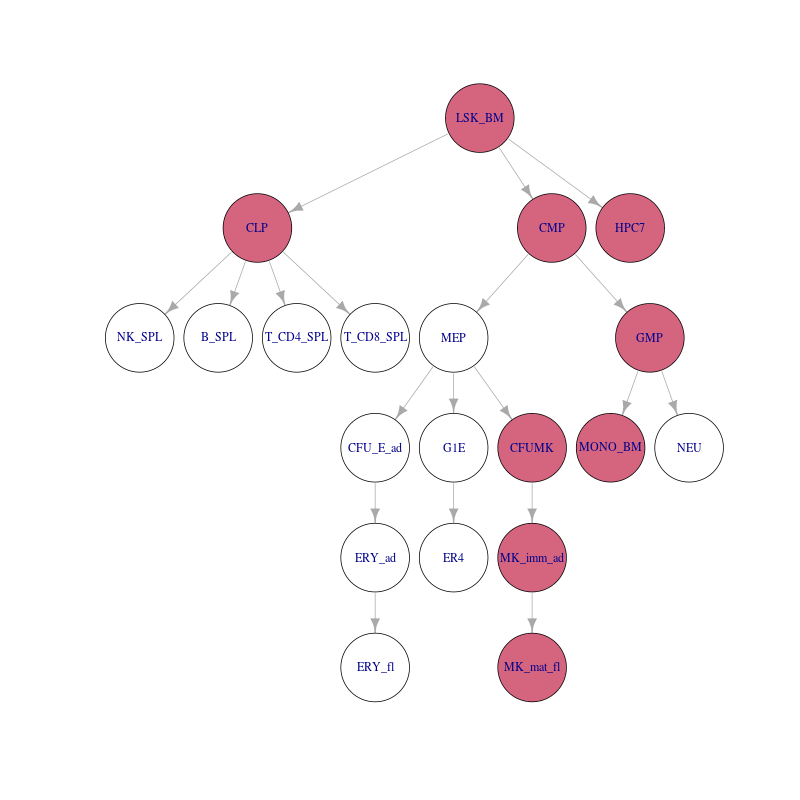 LSK_BM
CLP
CMP
HPC7
NK_SPL
B_SPL
T_CD4_SPL
T_CD8_SPL
MEP
GMP
CFU_E_ad
G1E
CFUMK
MONO_BM
NEU
ERY_ad
ER4
MK_imm_ad
ERY_fl
MK_mat_fl